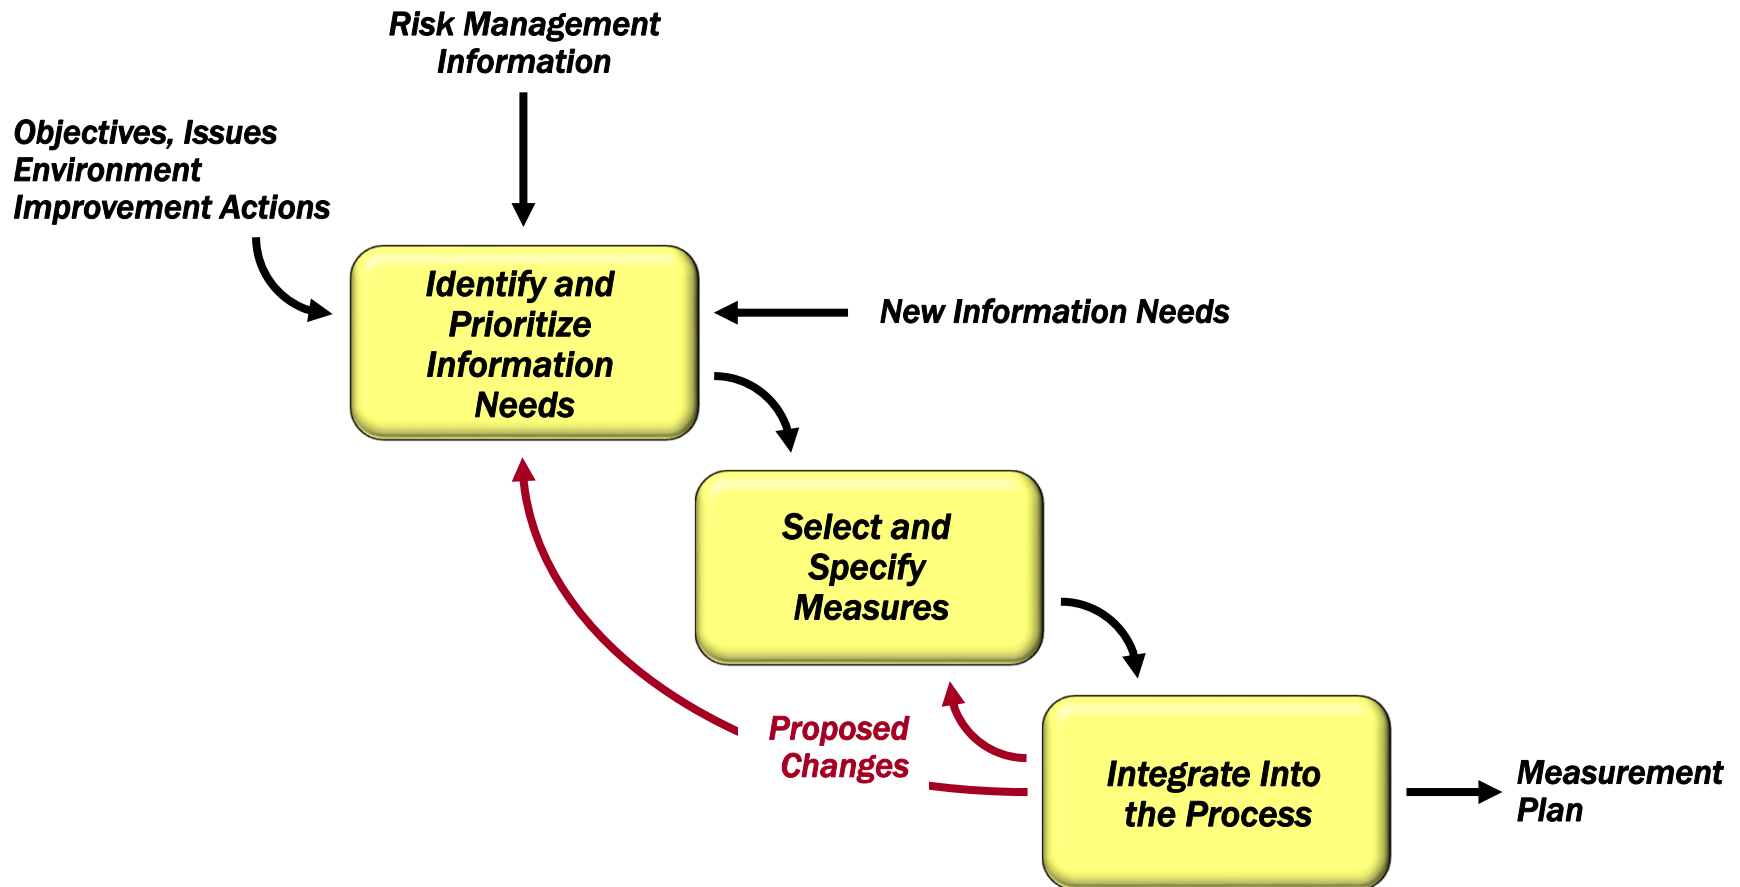 Risk Management
Information
Objectives, Issues
Environment
Improvement Actions
Identify and
Prioritize
Information
Needs
New Information Needs
Select and
Specify
Measures
Proposed
Changes
Integrate Into
the Process
Measurement
Plan